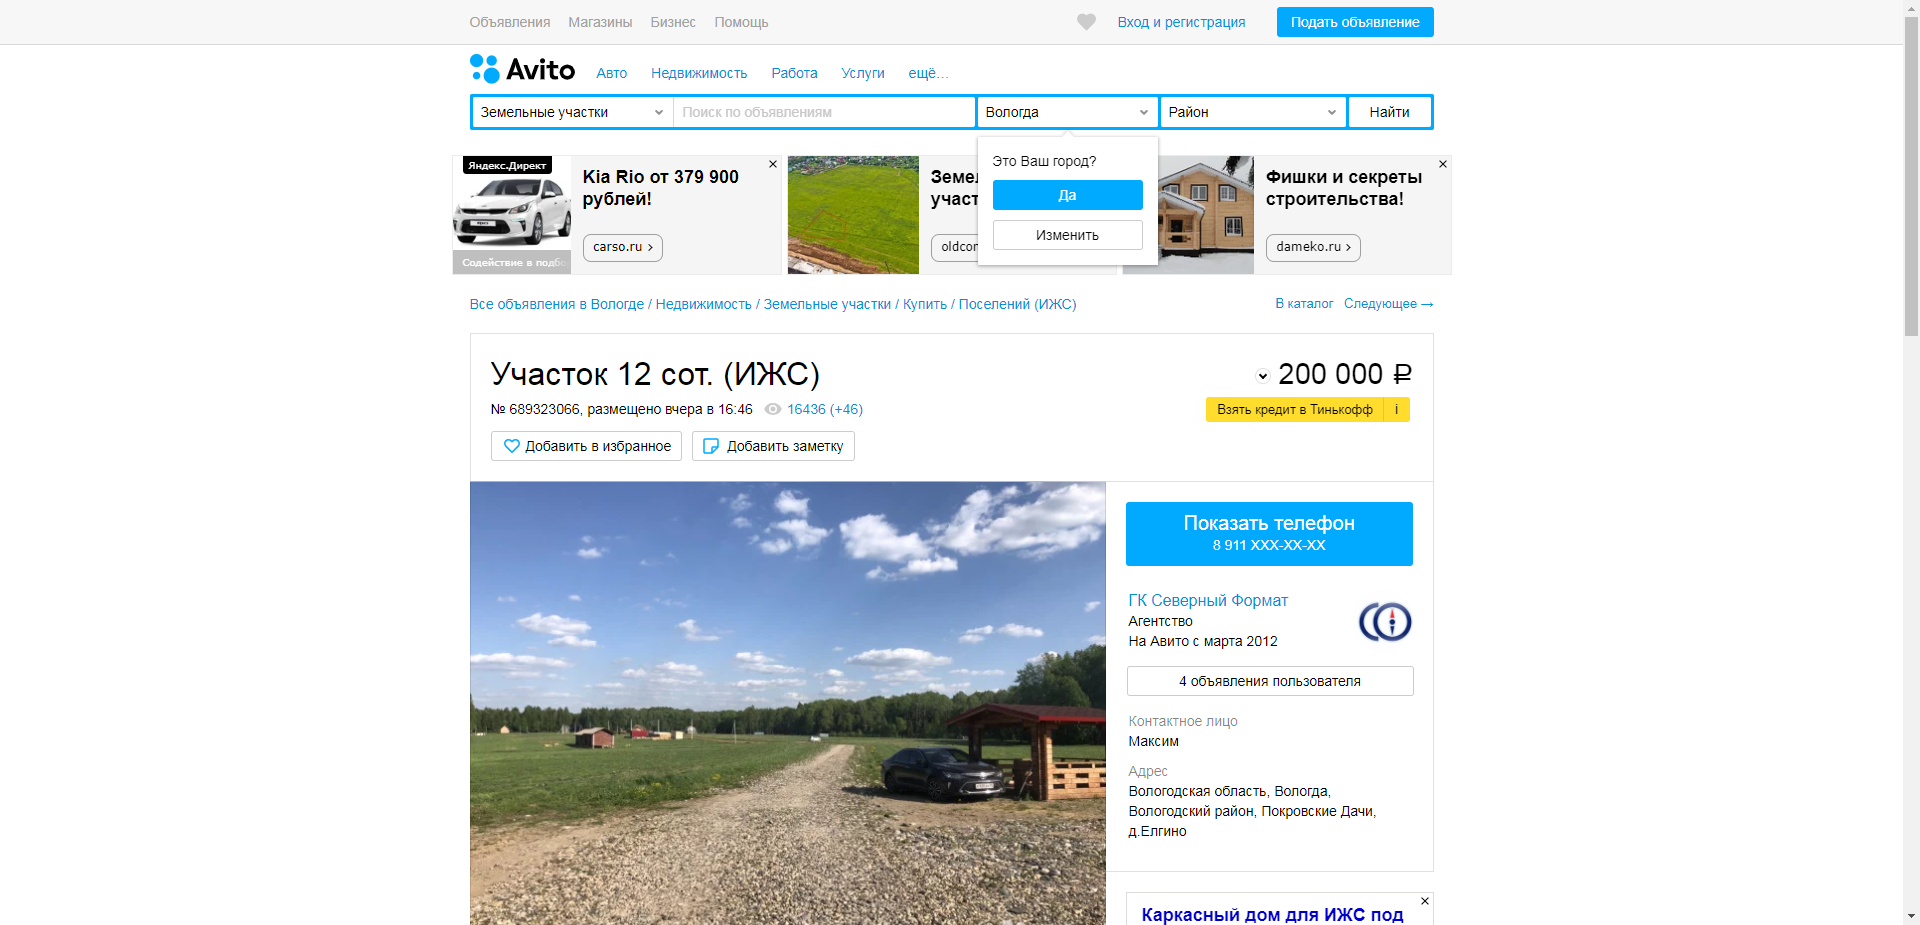 Объявления Магазины Бизнес Помощь Вход и регистрация Подать объявление
Avito Авто Недвижимость Работа Услуги ещё...
Земельные участки Поиск по объявлениям Вологда Район Найти
Это Ваш город?
Да
Изменить
Яндекс.Директ
Содействие в подбо
Kia Rio от 379 900
рублей!
carso.ru >
Фишки и секреты
строительства!
dameko.ru >
Все объявления в Вологде / Недвижимость / Земельные участки / Купить / Поселений (ИЖС) В каталог Следующее →
Участок 12 сот. (ИЖС) 200 000 ₽
№ 689323066, размещено вчера в 16:46 16436 (+46)
Взять кредит в Тинькофф i
Добавить в избранное Добавить заметку
Показать телефон
8 911 XXX-XX-XX
ГК Северный Формат
Агентство
На Авито с марта 2012
4 объявления пользователя
Контактное лицо
Максим
Адрес
Вологодская область, Вологда,
Вологодский район, Покровские Дачи,
д.Елгино
Каркасный дом для ИЖС под